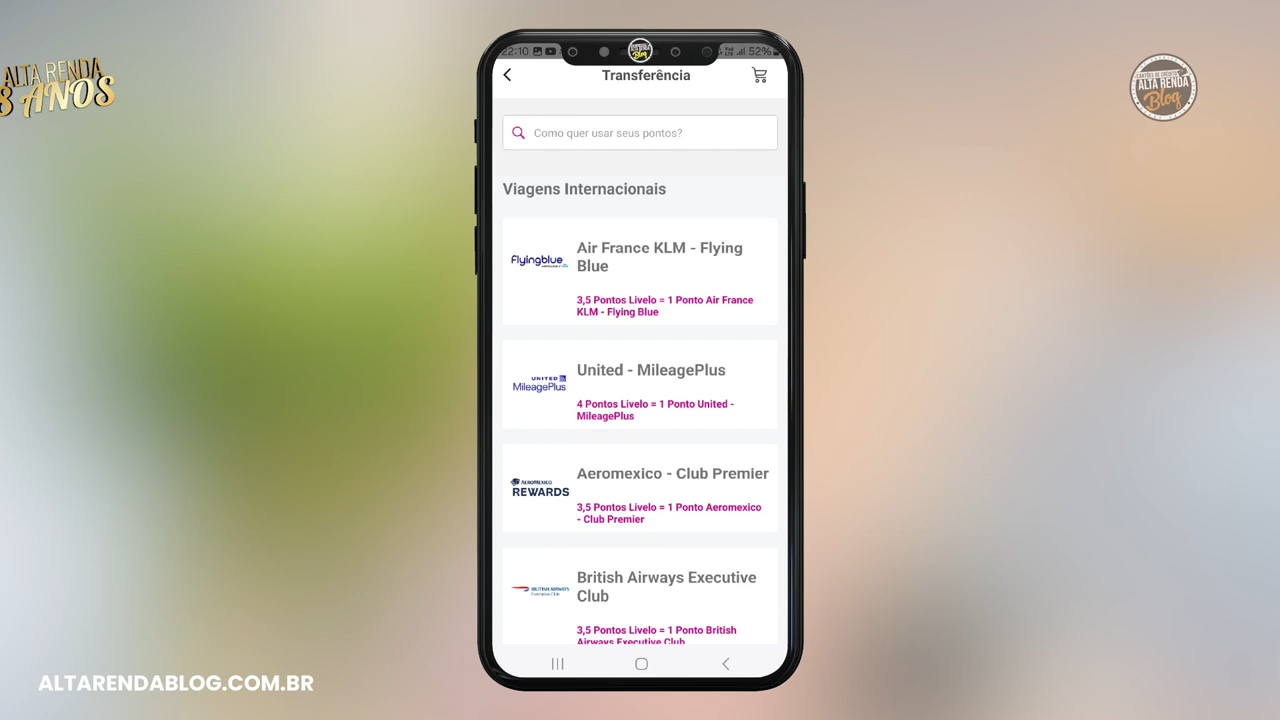 ALTA RENDA
8 ANOS
22:10
52%
Transferência
ALTA RENDA
Blog
Como quer usar seus pontos?
Viagens Internacionais
Flyingblue
Air France KLM - Flying
Blue
3,5 Pontos Livelo = 1 Ponto Air France
KLM - Flying Blue
UNITED
MileagePlus
United - MileagePlus
4 Pontos Livelo = 1 Ponto United -
MileagePlus
AEROMEXICO
REWARDS
Aeromexico - Club Premier
3,5 Pontos Livelo = 1 Ponto Aeromexico
- Club Premier
BRITISH AIRWAYS
Executive Club
British Airways Executive
Club
3,5 Pontos Livelo = 1 Ponto British
Airways Executive Club
ALTARENDABLOG.COM.BR